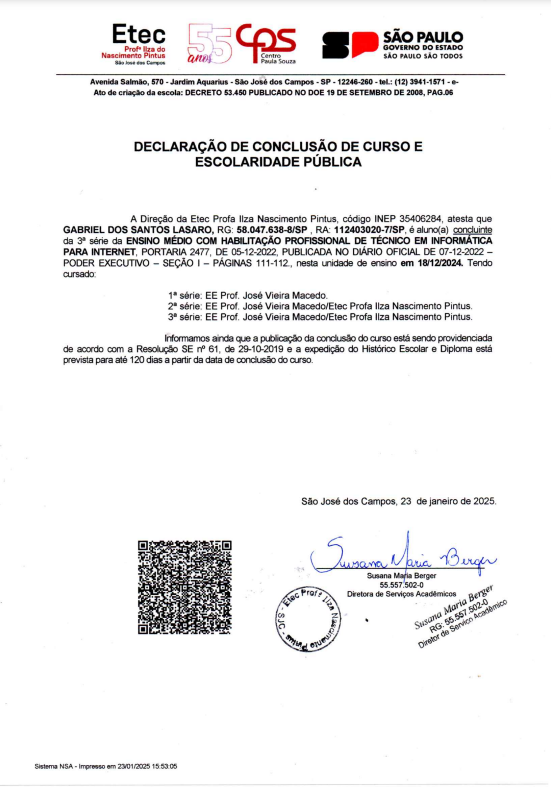 Etec
Profª Ilza do
Nascimento Pintus
São José dos Campos
55
anos
CPS
Centro
Paula Souza
SP
SÃO PAULO
GOVERNO DO ESTADO
SÃO PAULO SÃO TODOS
Avenida Salmão, 570 - Jardim Aquarius - São José dos Campos - SP - 12246-260 - tel.: (12) 3941-1571 - e-
Ato de criação da escola: DECRETO 53.450 PUBLICADO NO DOE 19 DE SETEMBRO DE 2008, PAG.06
DECLARAÇÃO DE CONCLUSÃO DE CURSO E
ESCOLARIDADE PÚBLICA
A Direção da Etec Profa Ilza Nascimento Pintus, código INEP 35406284, atesta que
GABRIEL DOS SANTOS LASARO, RG: 58.047.638-8/SP , RA: 112403020-7/SP, é aluno(a) concluinte
da 3ª série da ENSINO MÉDIO COM HABILITAÇÃO PROFISSIONAL DE TÉCNICO EM INFORMÁTICA
PARA INTERNET, PORTARIA 2477, DE 05-12-2022, PUBLICADA NO DIÁRIO OFICIAL DE 07-12-2022 –
PODER EXECUTIVO – SEÇÃO I – PÁGINAS 111-112., nesta unidade de ensino em 18/12/2024. Tendo
cursado:
1ª série: EE Prof. José Vieira Macedo.
2ª série: EE Prof. José Vieira Macedo/Etec Profa Ilza Nascimento Pintus.
3ª série: EE Prof. José Vieira Macedo/Etec Profa Ilza Nascimento Pintus.
Informamos ainda que a publicação da conclusão do curso está sendo providenciada
de acordo com a Resolução SE nº 61, de 29-10-2019 e a expedição do Histórico Escolar e Diploma está
prevista para até 120 dias a partir da data de conclusão do curso.
São José dos Campos, 23 de janeiro de 2025.
Susana Maria Berger
Susana Maria Berger
55.557.502-0
Diretora de Serviços Acadêmicos
Etec Profª Ilza Nascimento Pintus - SJC -
Susana Maria Berger
RG: 55.557.502-0
Diretor de Serviço Acadêmico
Sistema NSA - Impresso em 23/01/2025 15:53:05